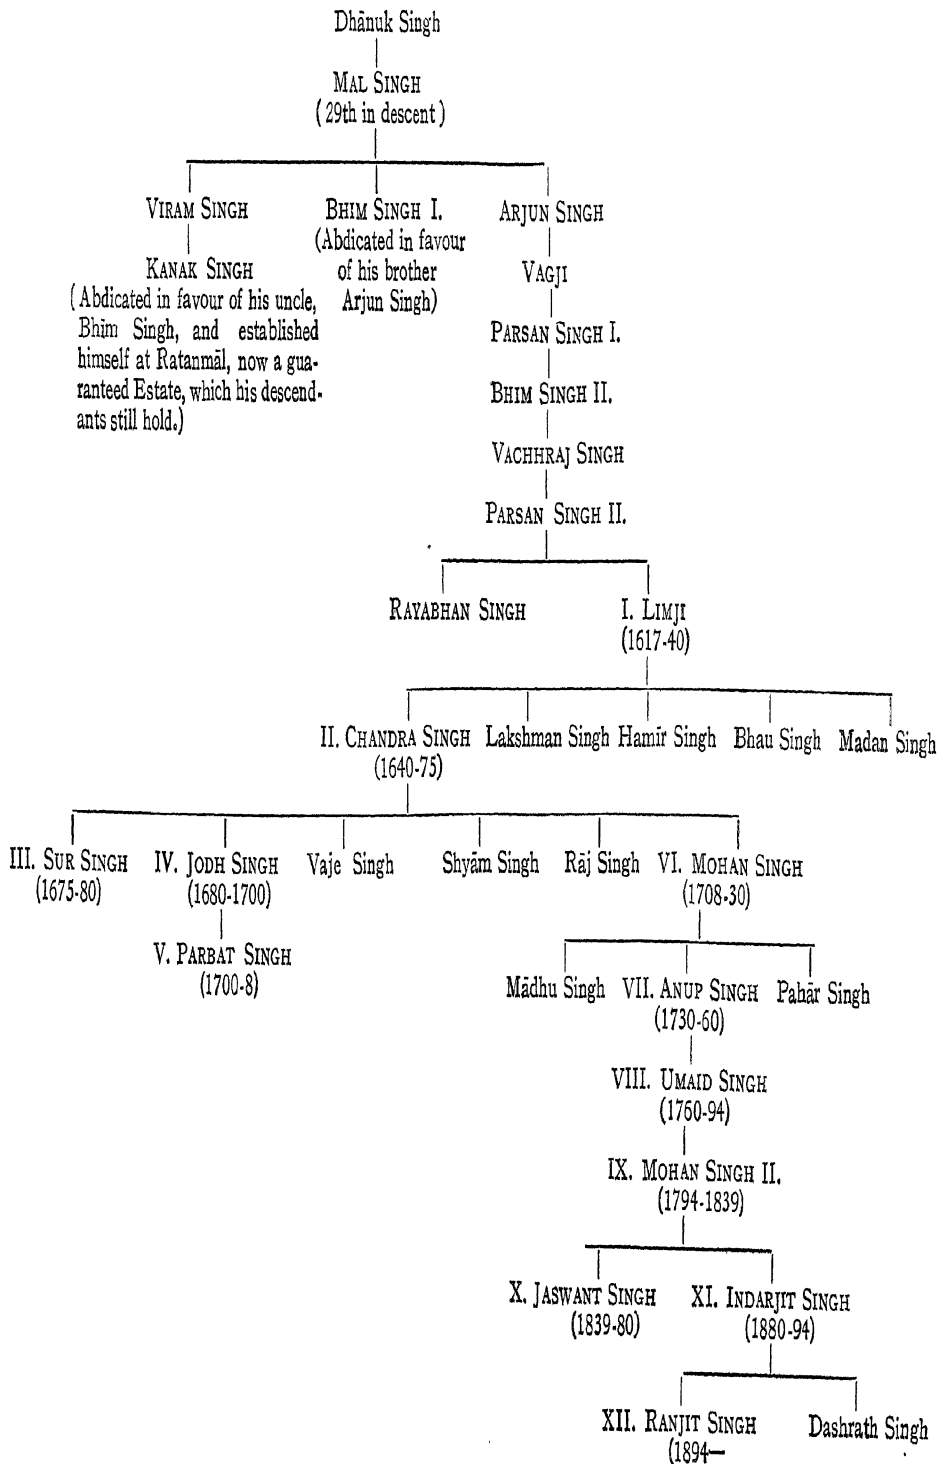 Dhānuk Singh
MAL SINGH
(29th in descent)
VIRAM SINGH
BHIM SINGH I.
(Abdicated in favour
of his brother
Arjun Singh)
ARJUN SINGH
KANAK SINGH
(Abdicated in favour of his uncle,
Bhīm Singh, and established
himself at Ratanmāl, now a gua-
ranteed Estate, which his descend-
ants still hold.)
VAGJI
PARSAN SINGH I.
BHIM SINGH II.
VACHHRAJ SINGH
PARSAN SINGH II.
RAYABHAN SINGH
I. LIMJI
(1617-40)
II. CHANDRA SINGH
(1640-75)
Lakshman Singh
Hamīr Singh
Bhau Singh
Madan Singh
III. SUR SINGH
(1675-80)
IV. JODH SINGH
(1680-1700)
Vaje Singh
Shyām Singh
Rāj Singh
VI. MOHAN SINGH
(1708-30)
V. PARBAT SINGH
(1700-8)
Mādhu Singh
VII. ANUP SINGH
(1730-60)
Pahār Singh
VIII. UMAID SINGH
(1760-94)
IX. MOHAN SINGH II.
(1794-1839)
X. JASWANT SINGH
(1839-80)
XI. INDARJIT SINGH
(1880-94)
XII. RANJIT SINGH
(1894—
Dashrath Singh